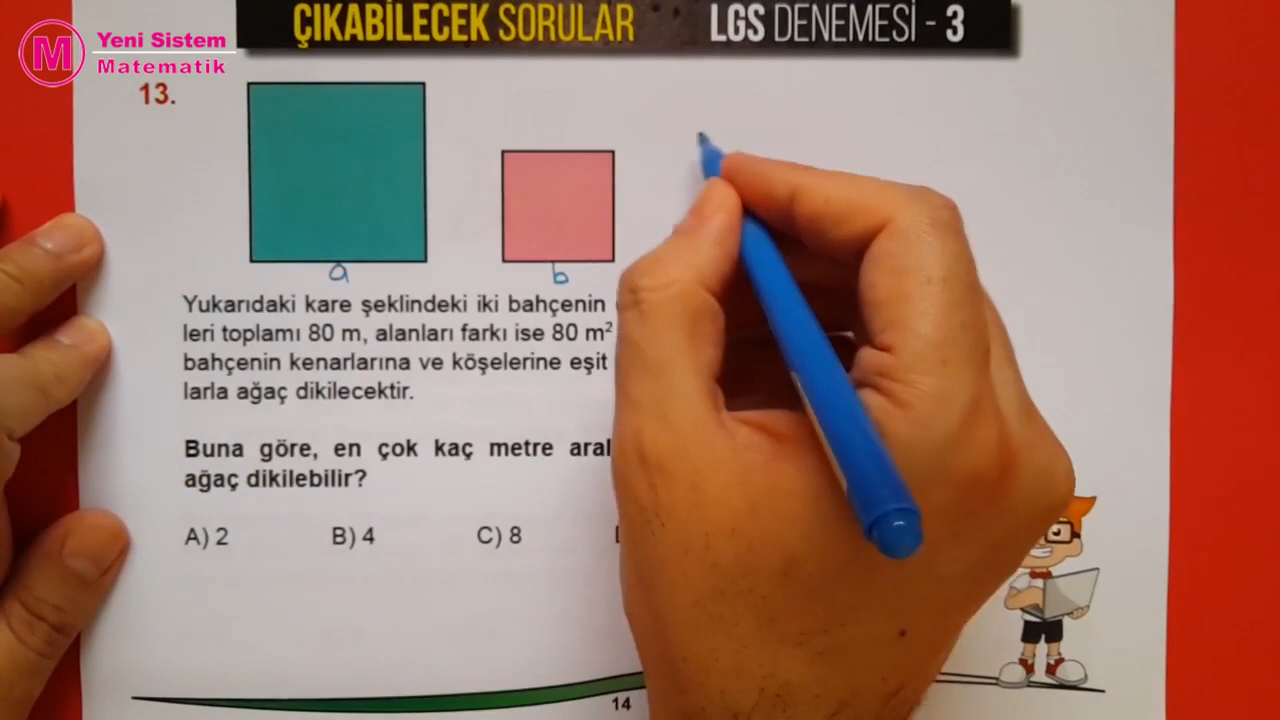 ÇIKABİLECEK SORULAR LGS DENEMESİ - 3
M Yeni Sistem
Matematik
13.
a b
Yukarıdaki kare şeklindeki iki bahçenin
leri toplamı 80 m, alanları farkı ise 80 m²
bahçenin kenarlarına ve köşelerine eşit
larla ağaç dikilecektir.
Buna göre, en çok kaç metre aral
ağaç dikilebilir?
A) 2 B) 4 C) 8
14